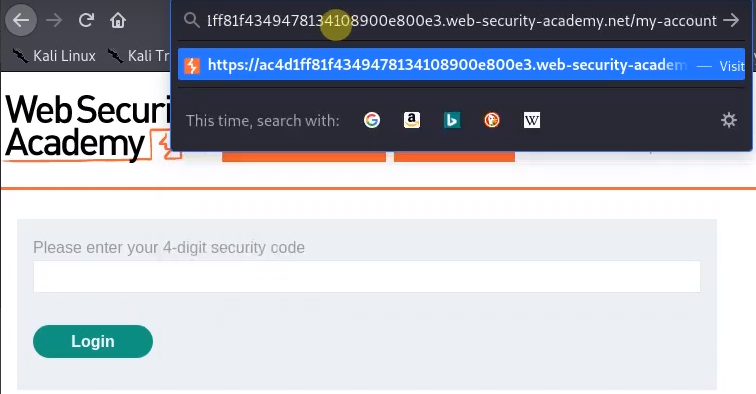 1ff81f4349478134108900e800e3.web-security-academy.net/my-account
Kali Linux
Kali Tr
https://ac4d1ff81f4349478134108900e800e3.web-security-academ — Visit
This time, search with:
Web Securi
Academy
Please enter your 4-digit security code
Login